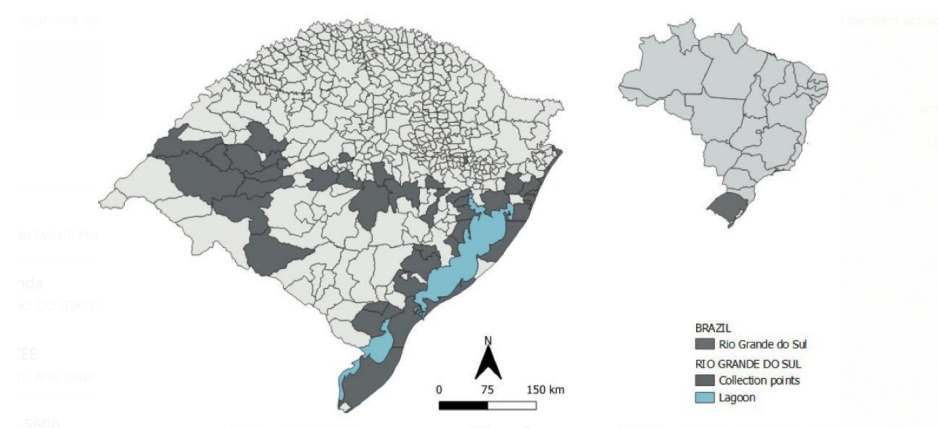 N
0 75 150 km
BRAZIL
Rio Grande do Sul
RIO GRANDE DO SUL
Collection points
Lagoon